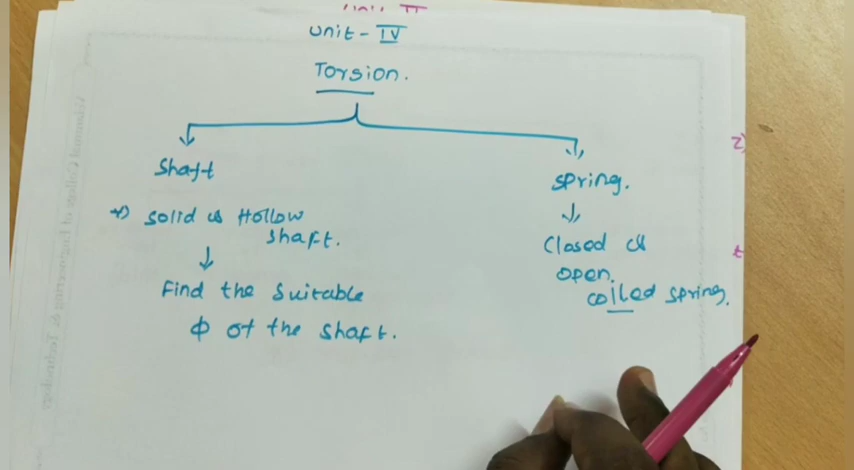 Unit - IV
Torsion.
Shaft
Solid Hollow
Shaft.
Find the Suitable
ϕ of the Shaft.
Spring.
Closed
open.
coiled Spring.